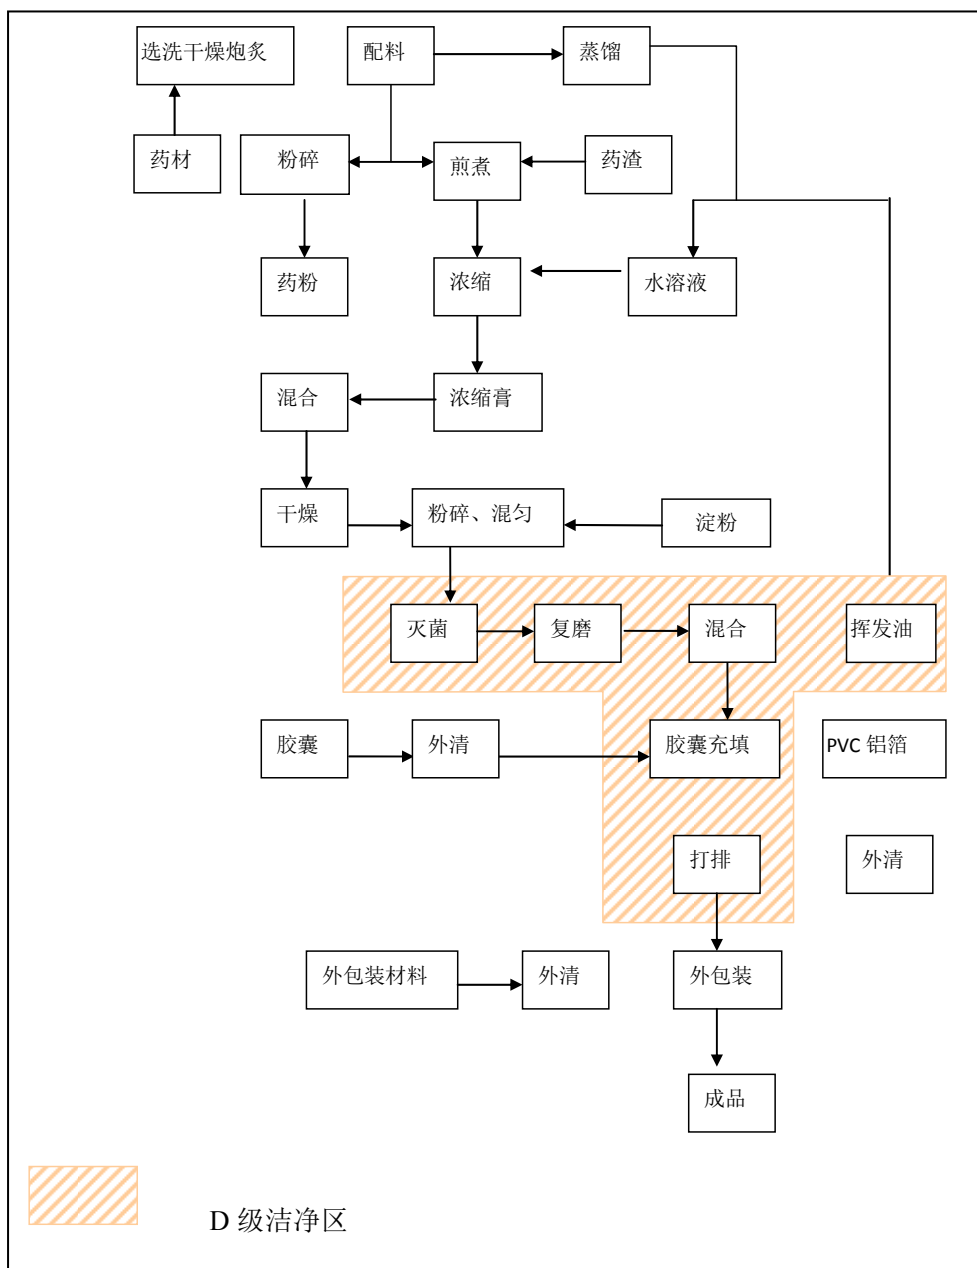 选洗干燥炮炙
配料
蒸馏
药材
粉碎
煎煮
药渣
药粉
浓缩
水溶液
混合
浓缩膏
干燥
粉碎、混匀
淀粉
灭菌
复磨
混合
挥发油
胶囊
外清
胶囊充填
PVC 铝箔
打排
外清
外包装材料
外清
外包装
成品
D 级洁净区